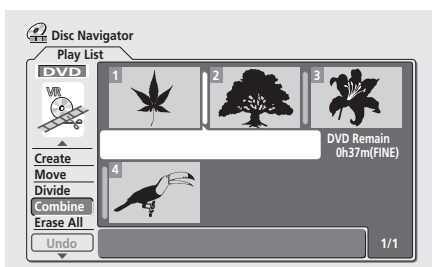 Disc Navigator
Play List
DVD
VR
1
2
3
DVD Remain
0h37m(FINE)
4
Create
Move
Divide
Combine
Erase All
Undo
1/1